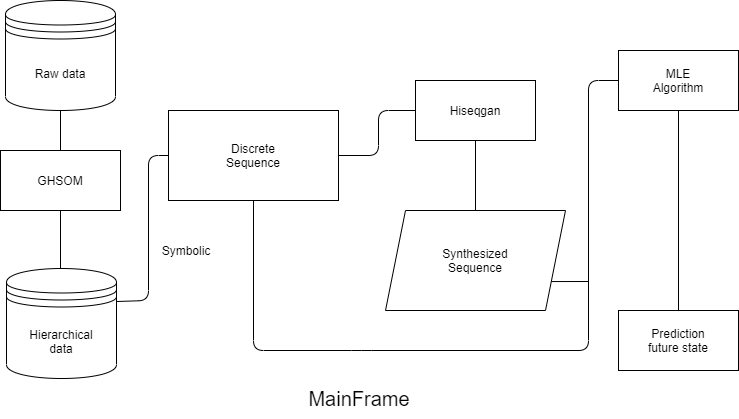 Raw data
GHSOM
Hierarchical
data
Symbolic
Discrete
Sequence
Hiseqgan
Synthesized
Sequence
MLE
Algorithm
Prediction
future state
MainFrame